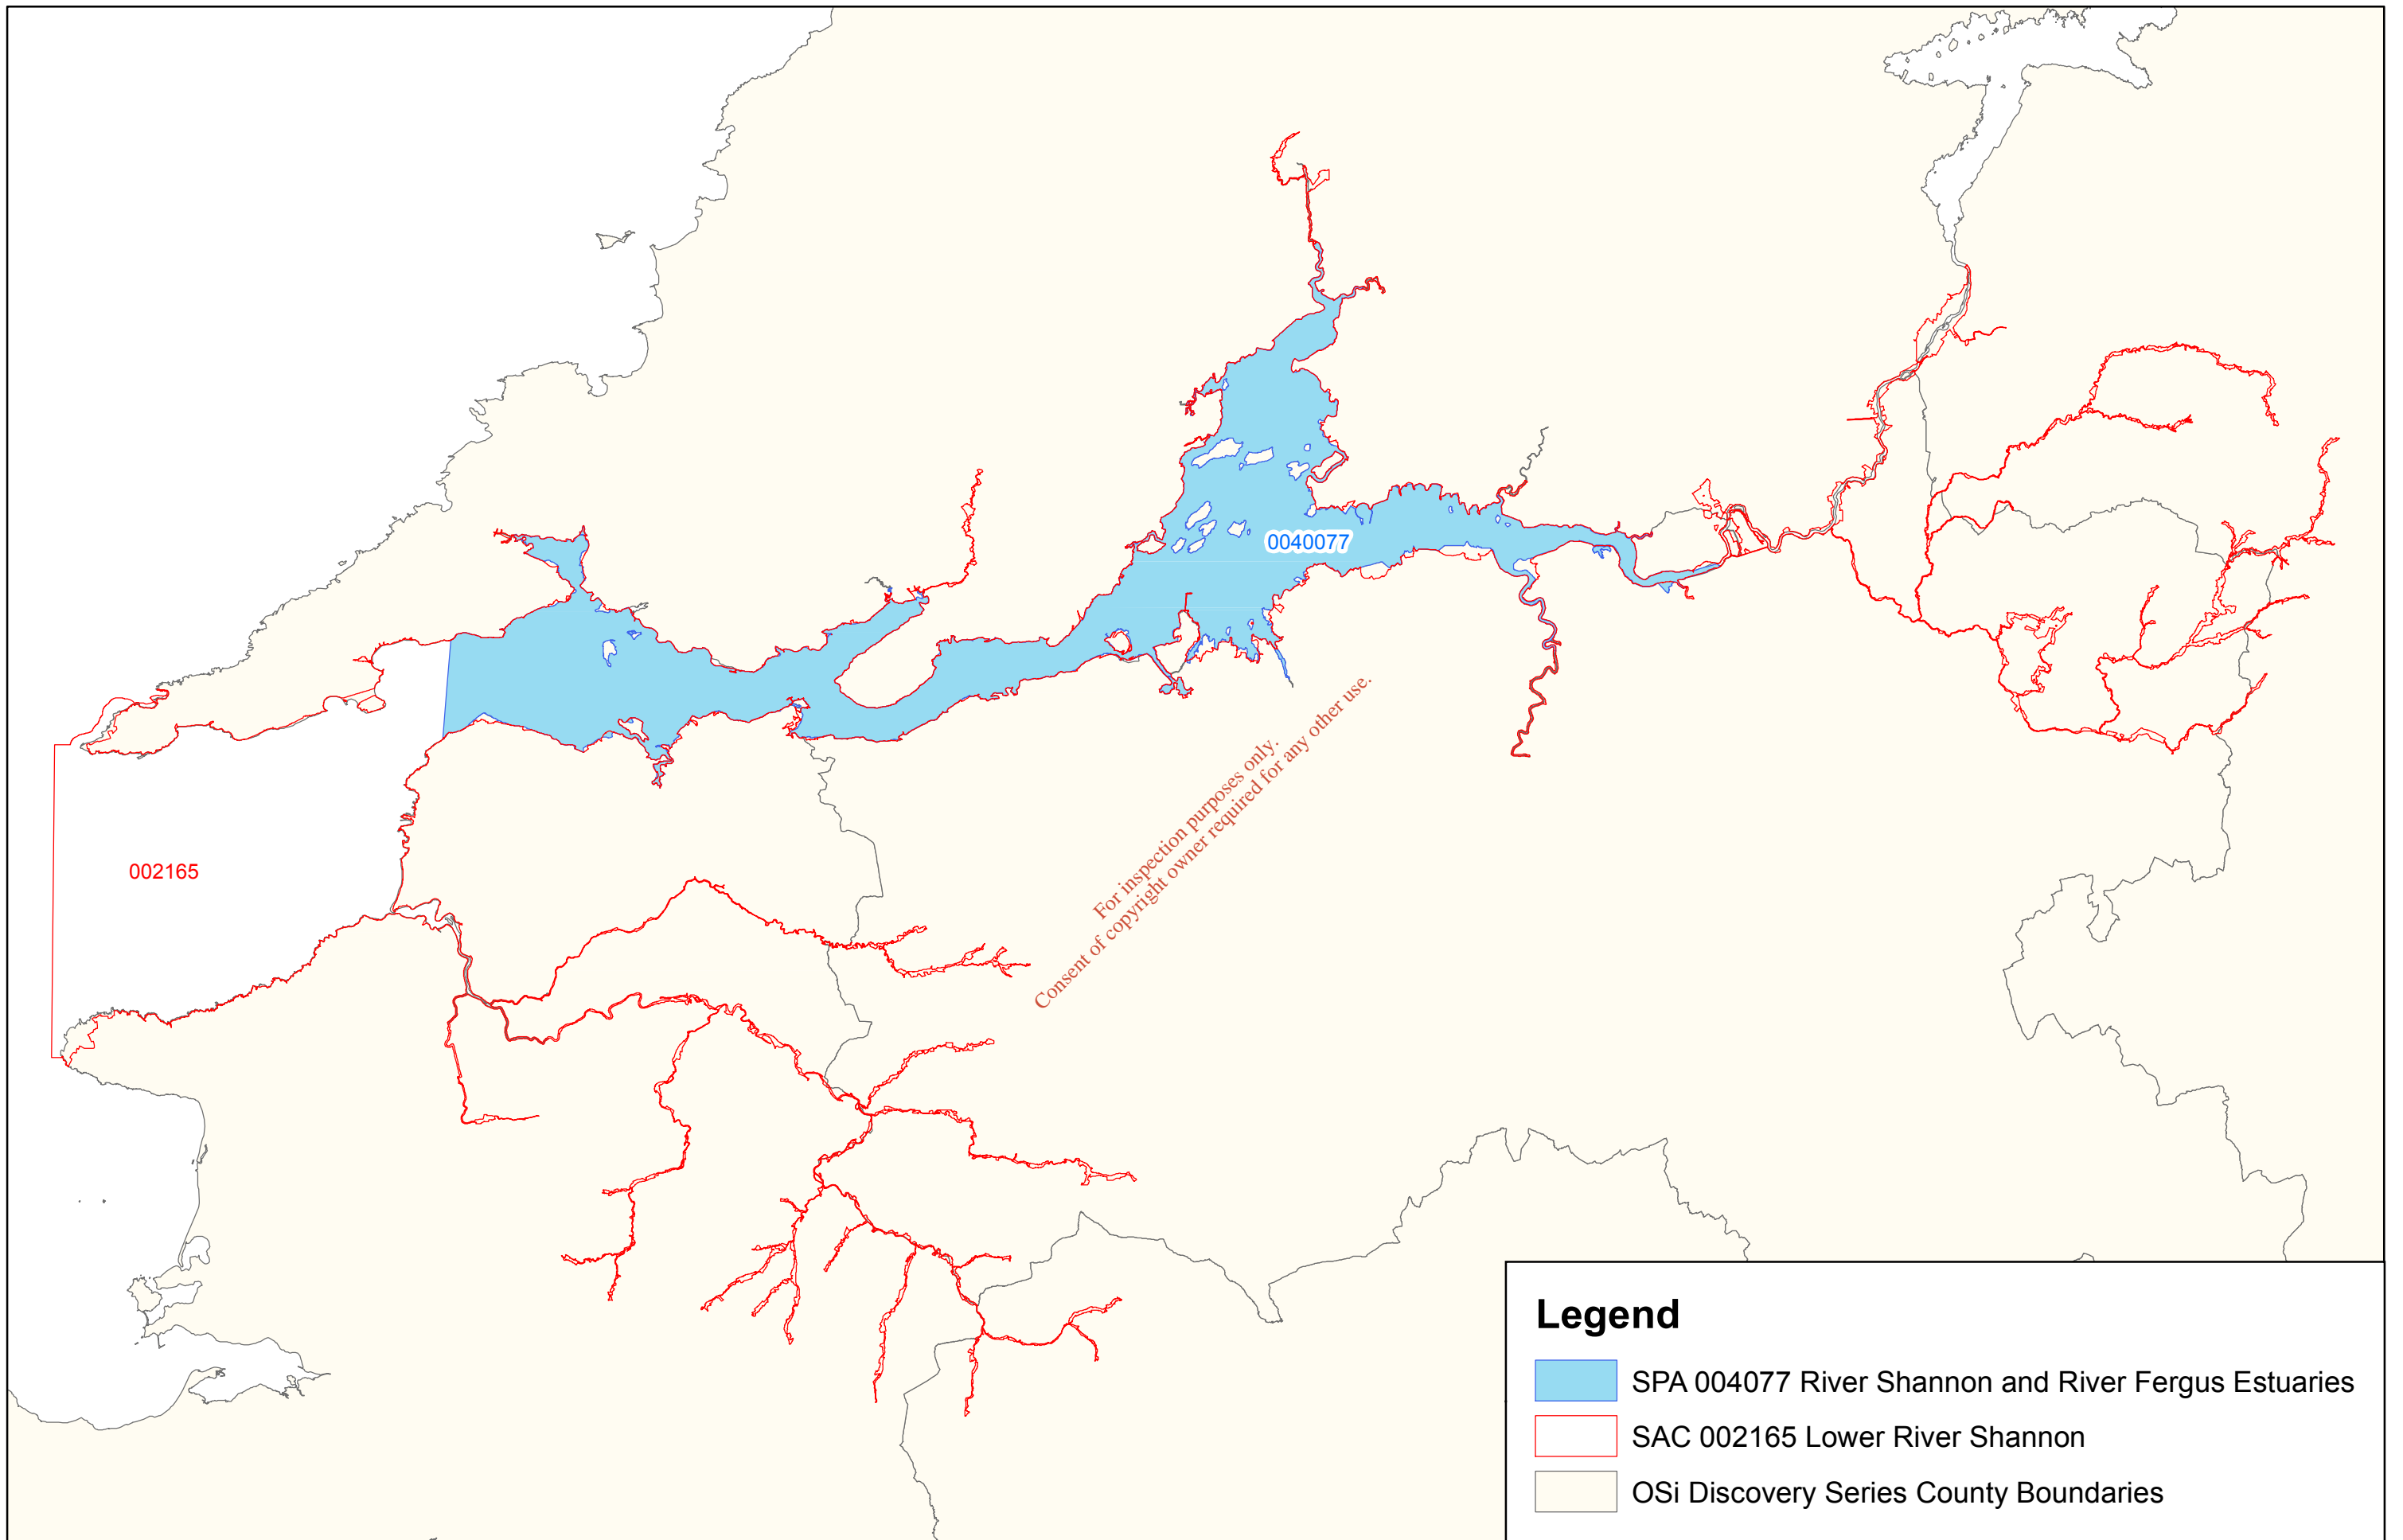 0040077
002165
For inspection purposes only.
Consent of copyright owner required for any other use.
Legend
SPA 004077 River Shannon and River Fergus Estuaries
SAC 002165 Lower River Shannon
OSi Discovery Series County Boundaries